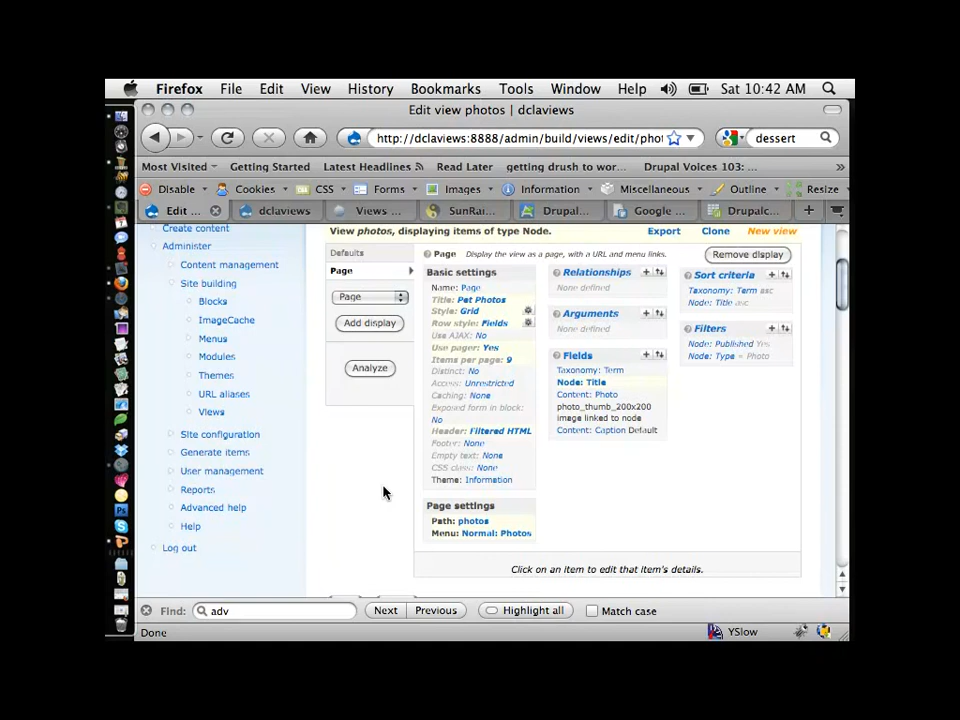 Firefox File Edit View History Bookmarks Tools Window Help Sat 10:42 AM
Edit view photos | dclaviews
http://dclaviews:8888/admin/build/views/edit/phot
dessert
Most Visited Getting Started Latest Headlines Read Later getting drush to wor... Drupal Voices 103:...
Disable Cookies CSS Forms Images Information Miscellaneous Outline Resize
Edit ... dclaviews Views ... SunRai... Drupal... Google ... Drupalc...
Create content
Administer
Content management
Site building
Blocks
ImageCache
Menus
Modules
Themes
URL aliases
Views
Site configuration
Generate items
User management
Reports
Advanced help
Help
Log out
View photos, displaying items of type Node.
Export Clone New view
Defaults
Page
Page
Add display
Analyze
Page Display the view as a page, with a URL and menu links.
Remove display
Basic settings
Name: Page
Title: Pet Photos
Style: Grid
Row style: Fields
Use AJAX: No
Use pager: Yes
Items per page: 9
Distinct: No
Access: Unrestricted
Caching: None
Exposed form in block:
No
Header: Filtered HTML
Footer: None
Empty text: None
CSS class: None
Theme: Information
Page settings
Path: photos
Menu: Normal: Photos
Relationships
None defined
Arguments
None defined
Fields
Taxonomy: Term
Node: Title
Content: Photo
photo_thumb_200x200
image linked to node
Content: Caption Default
Sort criteria
Taxonomy: Term asc
Node: Title asc
Filters
Node: Published Yes
Node: Type = Photo
Click on an item to edit that item's details.
Find: adv Next Previous Highlight all Match case
Done
YSlow